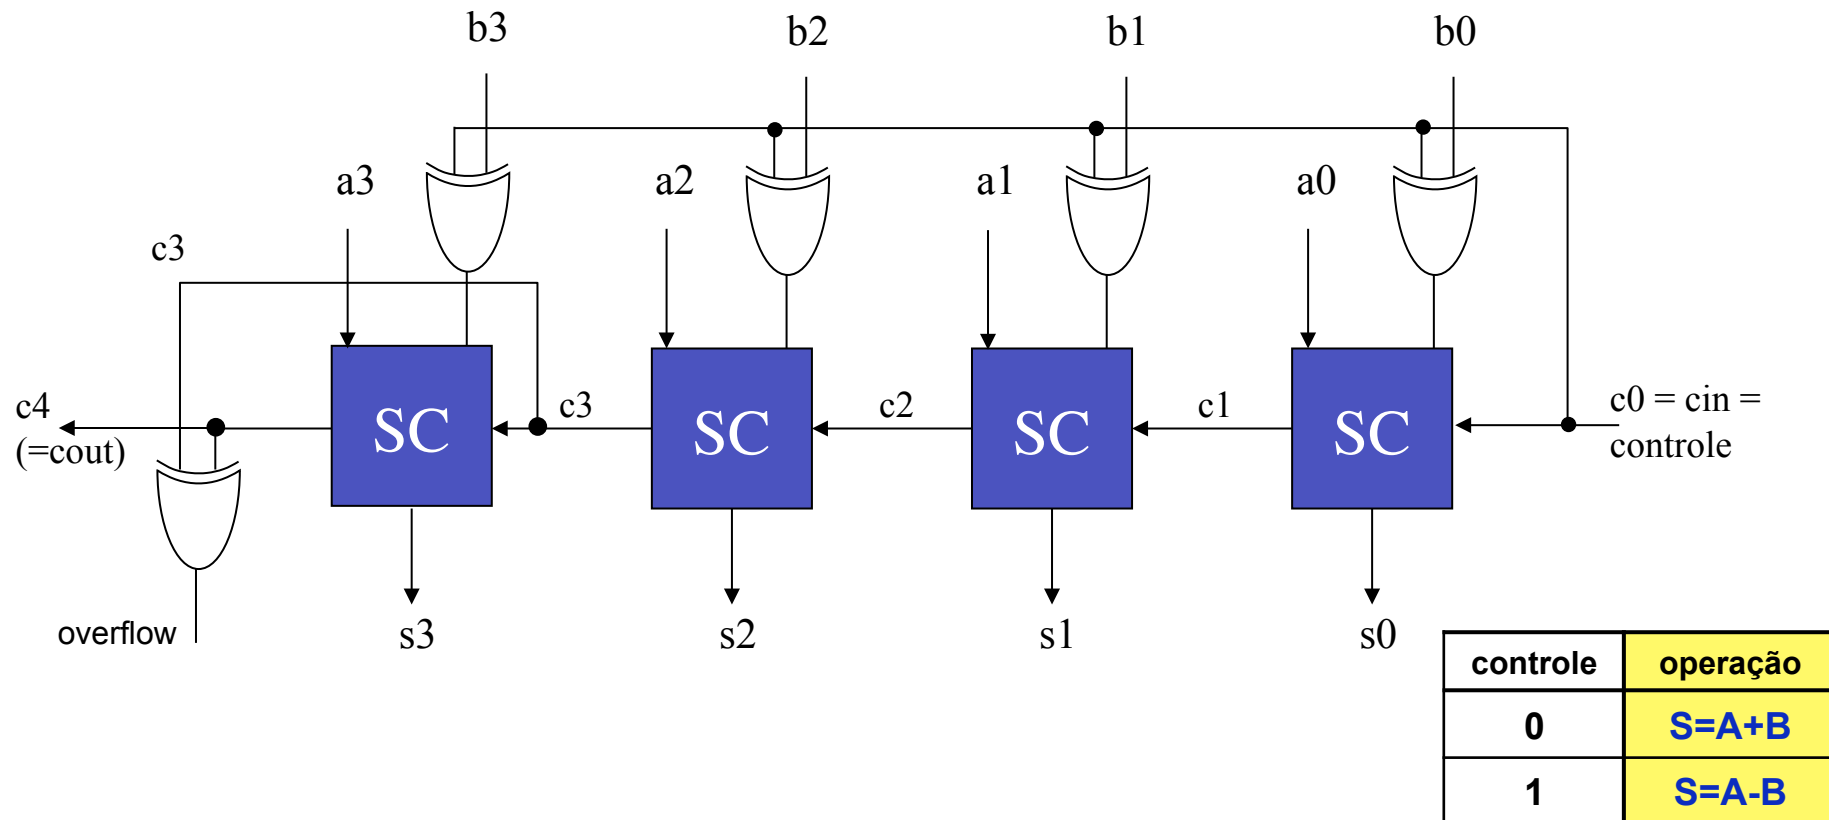 b3 b2 b1 b0
a3 a2 a1 a0
c3
c4
(=cout)
SC c3 SC c2 SC c1 SC
c0 = cin =
controle
overflow
s3 s2 s1 s0
controle operação
0 S=A+B
1 S=A-B